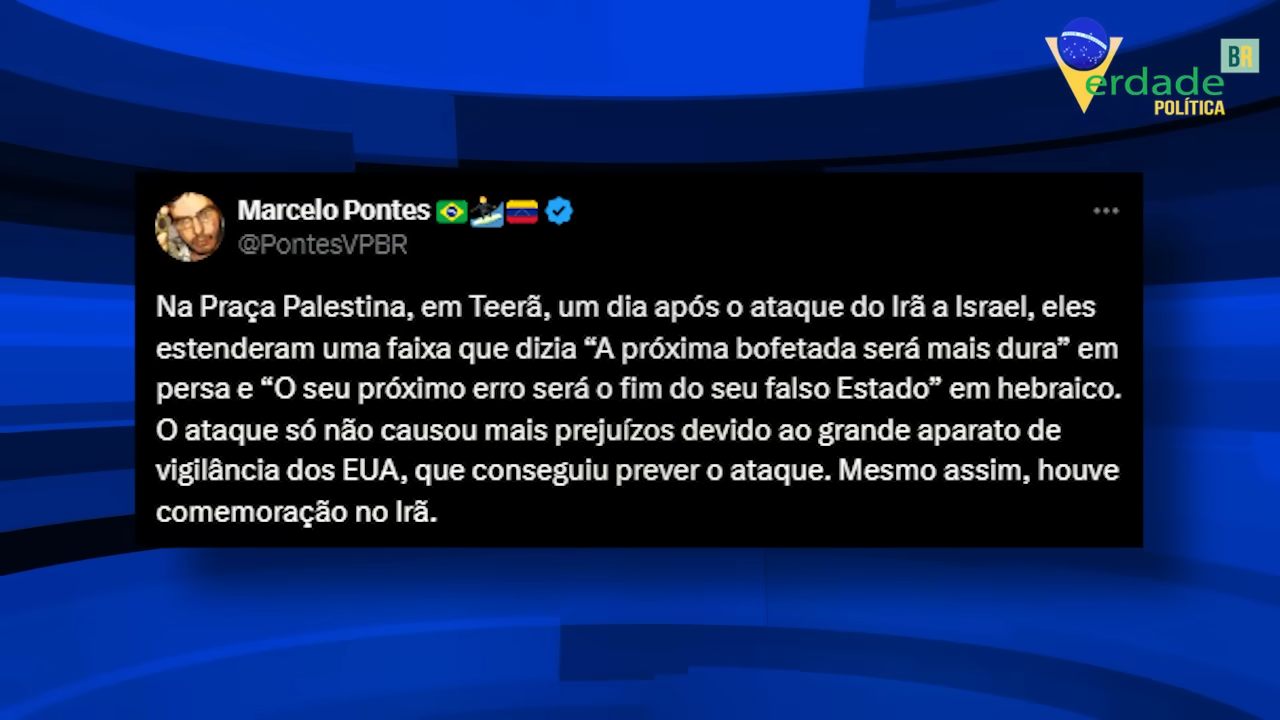 BR
Verdade
POLÍTICA
Marcelo Pontes
@PontesVPBR
Na Praça Palestina, em Teerã, um dia após o ataque do Irã a Israel, eles
estenderam uma faixa que dizia “A próxima bofetada será mais dura” em
persa e “O seu próximo erro será o fim do seu falso Estado” em hebraico.
O ataque só não causou mais prejuízos devido ao grande aparato de
vigilância dos EUA, que conseguiu prever o ataque. Mesmo assim, houve
comemoração no Irã.